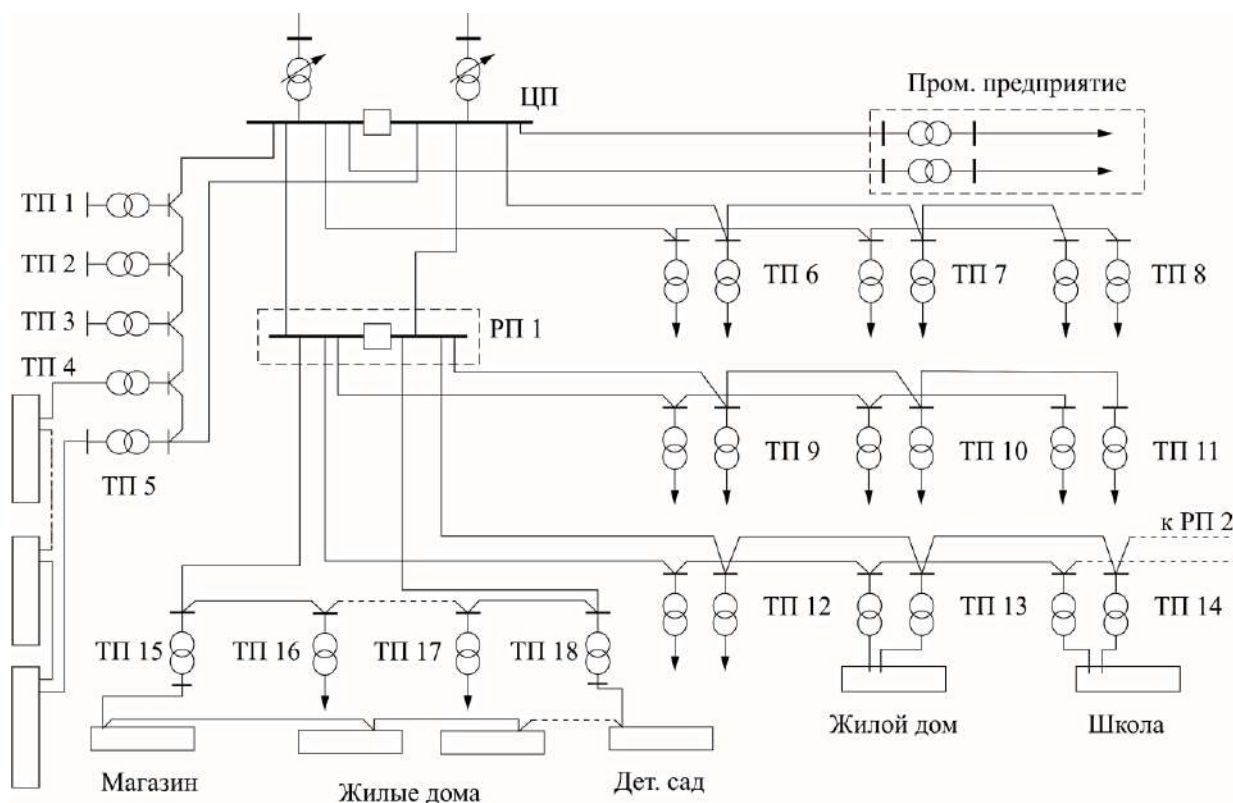 ЦП
Пром. предприятие
ТП 1
ТП 2
ТП 3
ТП 4
ТП 5
ТП 6
ТП 7
ТП 8
РП 1
ТП 9
ТП 10
ТП 11
к РП 2
ТП 12
ТП 13
ТП 14
ТП 15
ТП 16
ТП 17
ТП 18
Жилой дом
Школа
Магазин
Жилые дома
Дет. сад